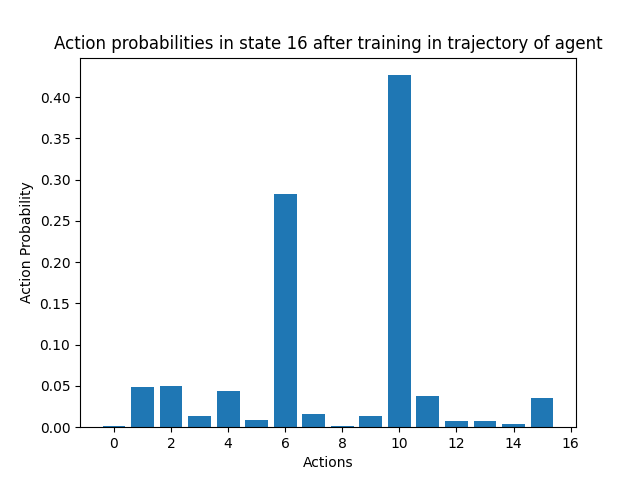 Action probabilities in state 16 after training in trajectory of agent
0.40
0.35
0.30
0.25
0.20
0.15
0.10
0.05
0.00
Action Probability
0 2 4 6 8 10 12 14 16
Actions